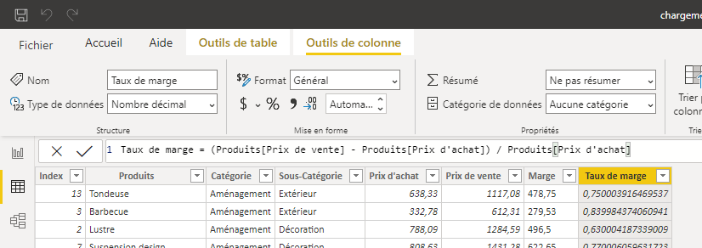 chargeme
Fichier Accueil Aide Outils de table Outils de colonne
Nom Taux de marge $% Format Général Σ Résumé Ne pas résumer
Type de données Nombre décimal $ % Automa... Catégorie de données Aucune catégorie
Trier
colonn
Structure Mise en forme Propriétés Trie
1 Taux de marge = (Produits[Prix de vente] - Produits[Prix d'achat]) / Produits[Prix d'achat]
Index Produits Catégorie Sous-Catégorie Prix d'achat Prix de vente Marge Taux de marge
13 Tondeuse Aménagement Extérieur 638,33 1117,08 478,75 0,750003916469537
3 Barbecue Aménagement Extérieur 332,78 612,31 279,53 0,839984374060941
2 Lustre Aménagement Décoration 788,09 1284,59 496,5 0,630004187339009
7 Suspension design Aménagement Décoration 808,63 1431,28 622,65 0,770006059631723